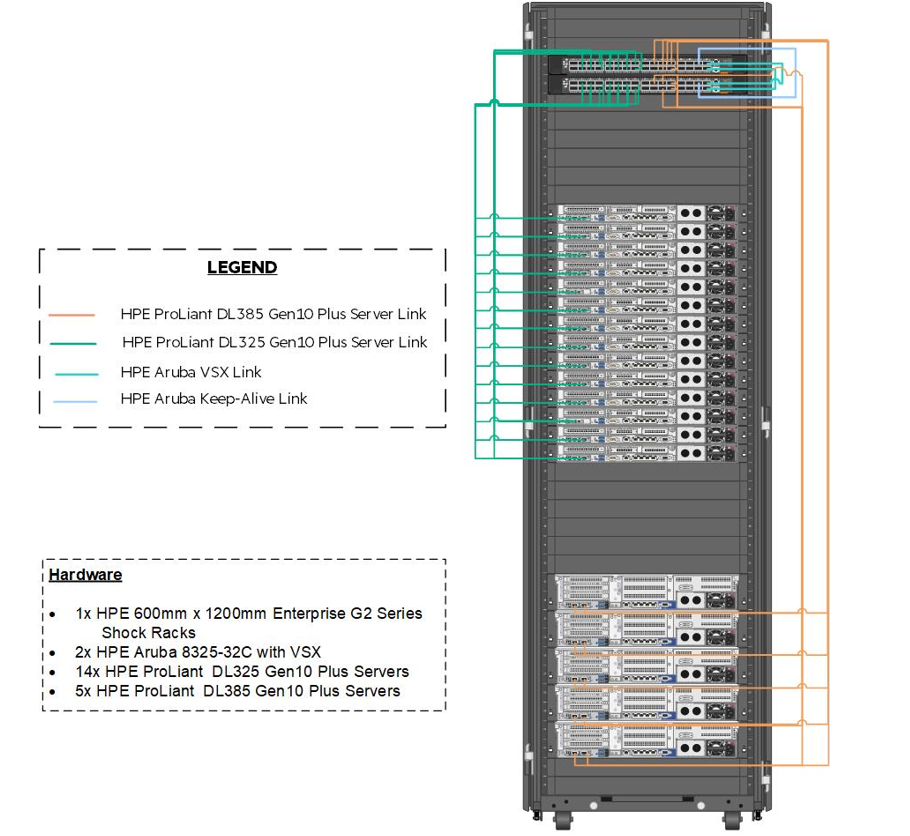 LEGEND
HPE ProLiant DL385 Gen10 Plus Server Link
HPE ProLiant DL325 Gen10 Plus Server Link
HPE Aruba VSX Link
HPE Aruba Keep-Alive Link
Hardware
• 1x HPE 600mm x 1200mm Enterprise G2 Series
Shock Racks
• 2x HPE Aruba 8325-32C with VSX
• 14x HPE ProLiant DL325 Gen10 Plus Servers
• 5x HPE ProLiant DL385 Gen10 Plus Servers